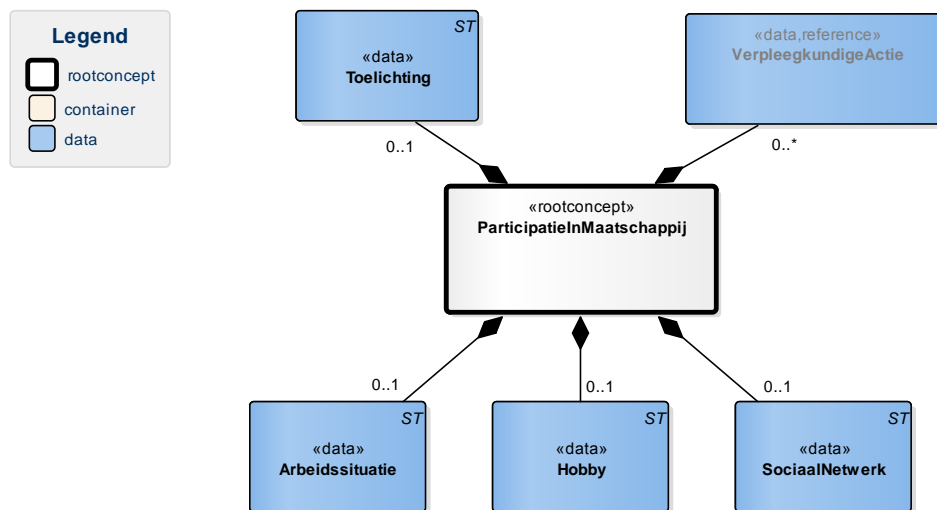 Legend
rootconcept
container
data
ST
«data»
Toelichting
«data,reference»
VerpleegkundigeActie
0..1
0..*
«rootconcept»
ParticipatieInMaatschappij
0..1
0..1
0..1
ST
«data»
Arbeidssituatie
ST
«data»
Hobby
ST
«data»
SociaalNetwerk